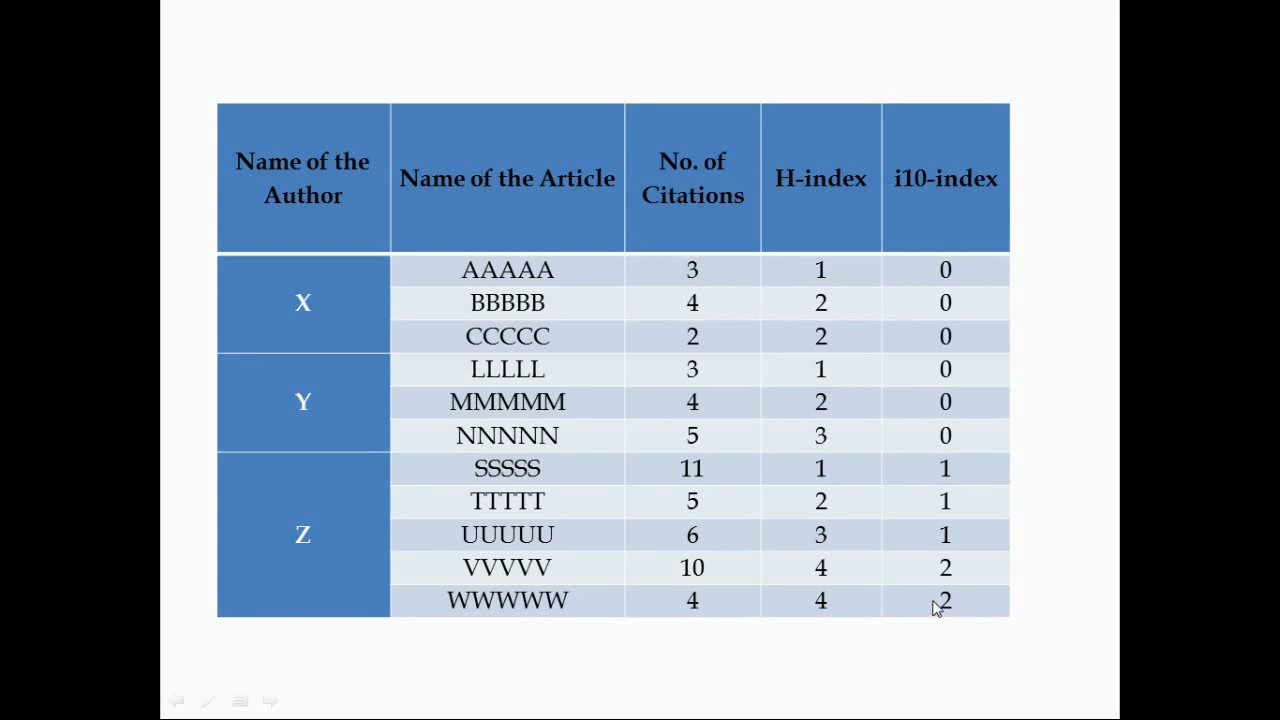 Name of the Author Name of the Article No. of Citations H-index i10-index
X
AAAAA 3 1 0
BBBBB 4 2 0
CCCCC 2 2 0
Y
LLLLL 3 1 0
MMMMM 4 2 0
NNNNN 5 3 0
Z
SSSSS 11 1 1
TTTTT 5 2 1
UUUUU 6 3 1
VVVVV 10 4 2
WWWWW 4 4 2